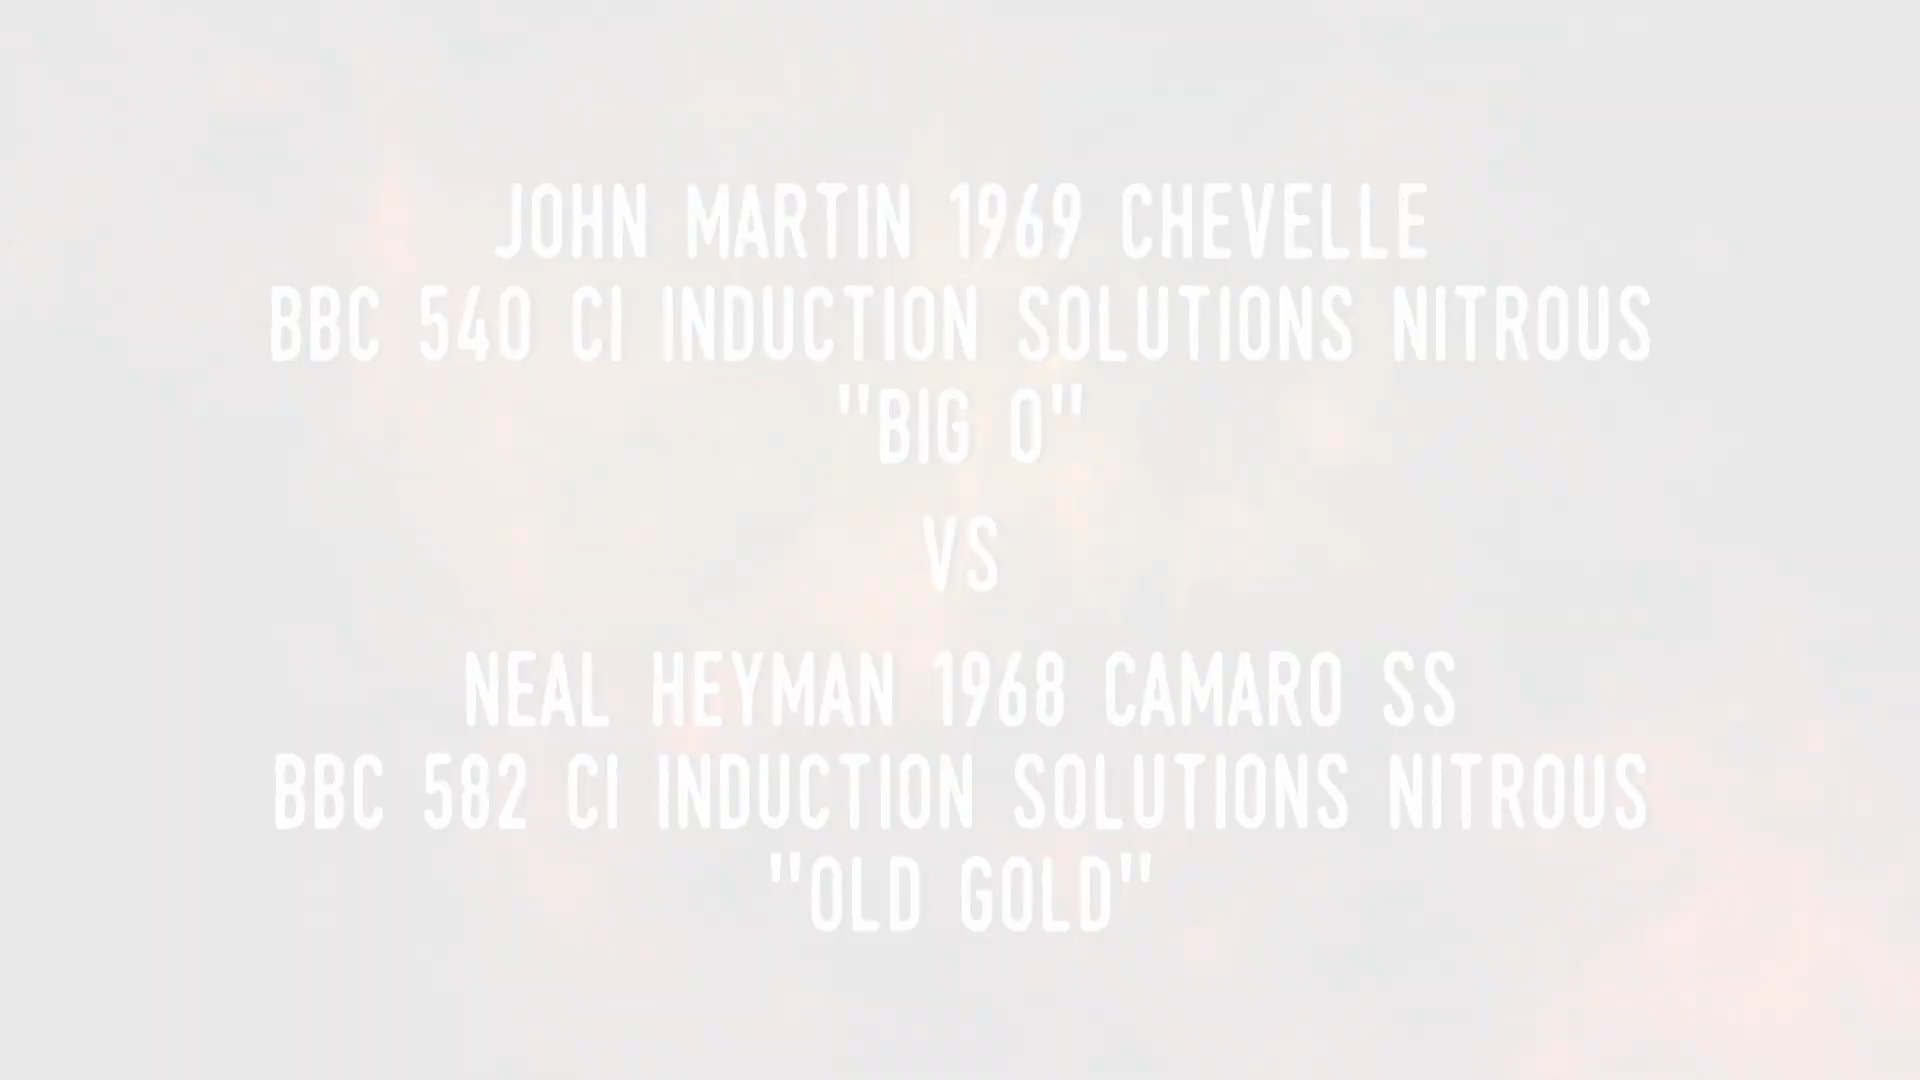 JOHN MARTIN 1969 CHEVELLE
BBC 540 CI INDUCTION SOLUTIONS NITROUS
"BIG O"
VS
NEAL HEYMAN 1968 CAMARO SS
BBC 582 CI INDUCTION SOLUTIONS NITROUS
"OLD GOLD"